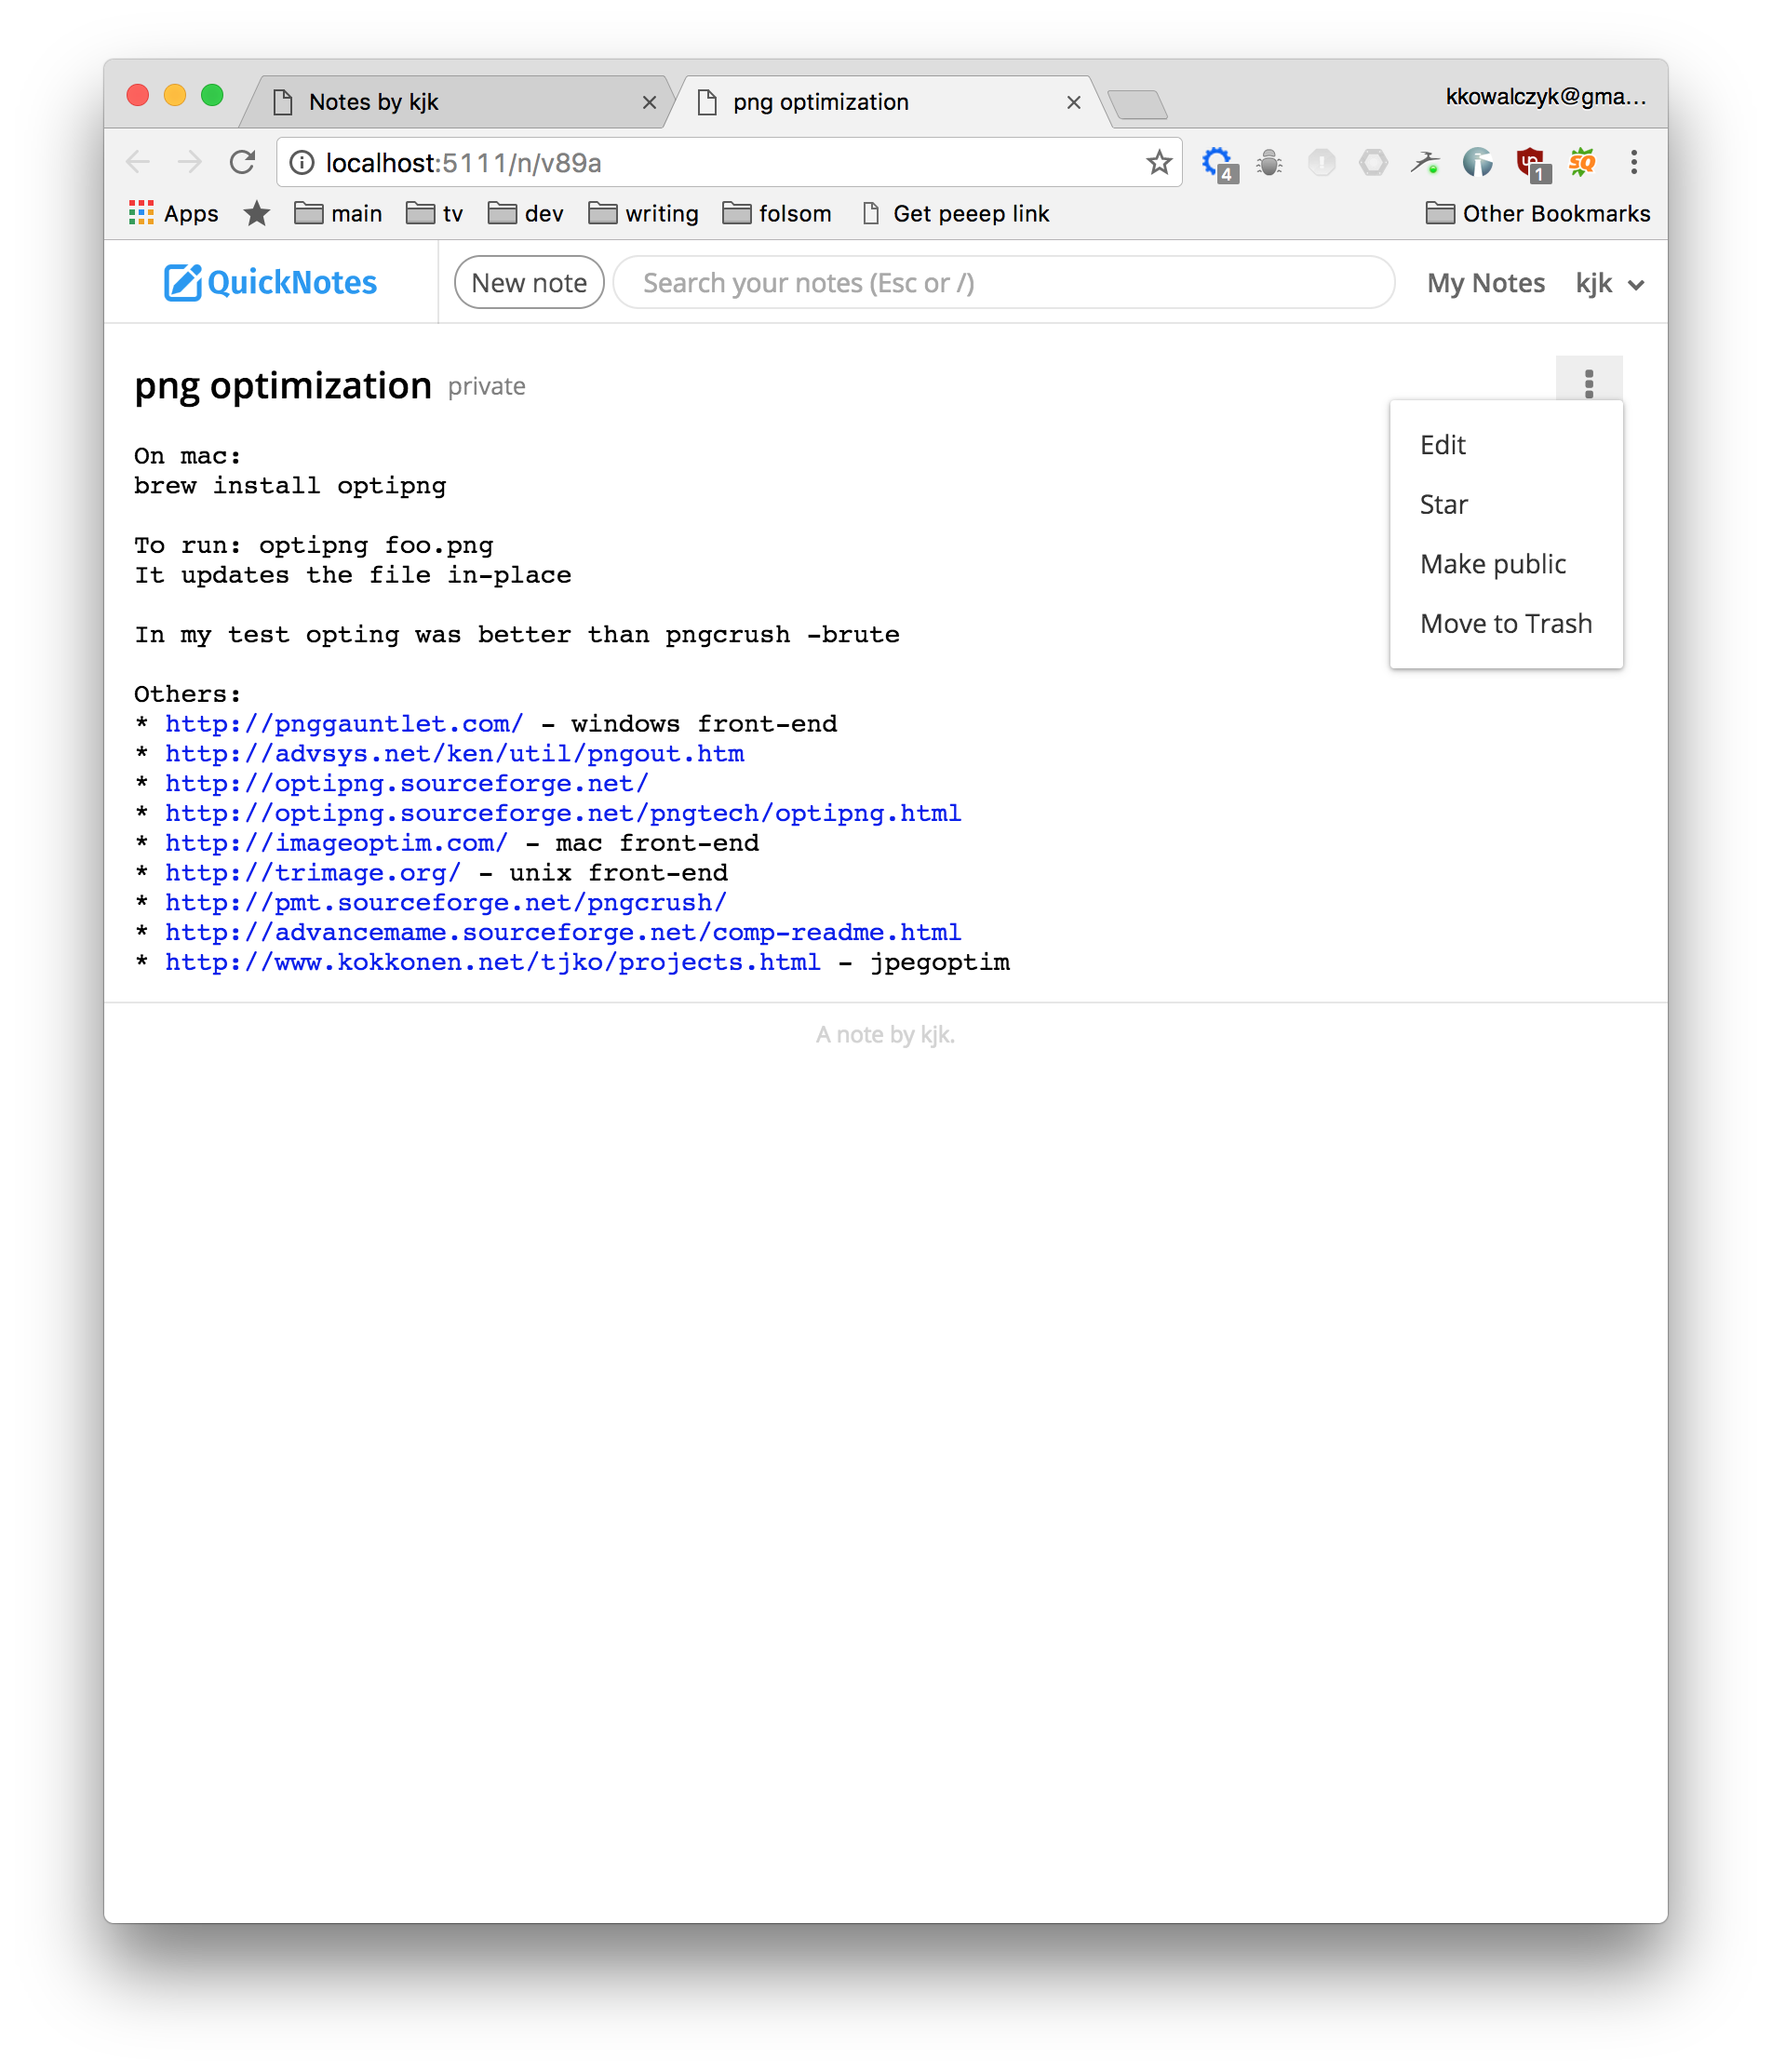 Notes by kjk
png optimization
kkowalczyk@gma...
localhost:5111/n/v89a
4
1
SQ
Apps
main
tv
dev
writing
folsom
Get peeep link
Other Bookmarks
QuickNotes
New note
Search your notes (Esc or /)
My Notes
kjk
png optimization private
Edit
Star
Make public
Move to Trash
On mac:
brew install optipng
To run: optipng foo.png
It updates the file in-place
In my test opting was better than pngcrush -brute
Others:
* http://pnggauntlet.com/ - windows front-end
* http://advsys.net/ken/util/pngout.htm
* http://optipng.sourceforge.net/
* http://optipng.sourceforge.net/pngtech/optipng.html
* http://imageoptim.com/ - mac front-end
* http://trimage.org/ - unix front-end
* http://pmt.sourceforge.net/pngcrush/
* http://advancemame.sourceforge.net/comp-readme.html
* http://www.kokkonen.net/tjko/projects.html - jpegoptim
A note by kjk.